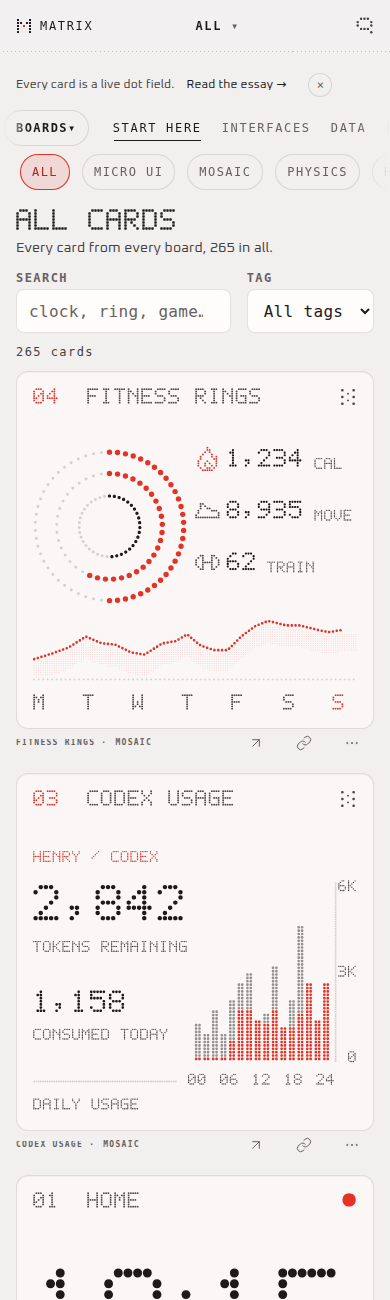 MATRIX ALL ▾
Every card is a live dot field. Read the essay → ×
BOARDS▾ START HERE INTERFACES DATA
ALL MICRO UI MOSAIC PHYSICS
ALL CARDS
Every card from every board, 265 in all.
SEARCH TAG
clock, ring, game… All tags
265 cards
04 FITNESS RINGS
1,234 CAL
8,935 MOVE
62 TRAIN
M T W T F S S
FITNESS RINGS · MOSAIC
03 CODEX USAGE
HENRY / CODEX
2,842
TOKENS REMAINING
1,158
CONSUMED TODAY
DAILY USAGE
6K
3K
0
00 06 12 18 24
CODEX USAGE · MOSAIC
01 HOME